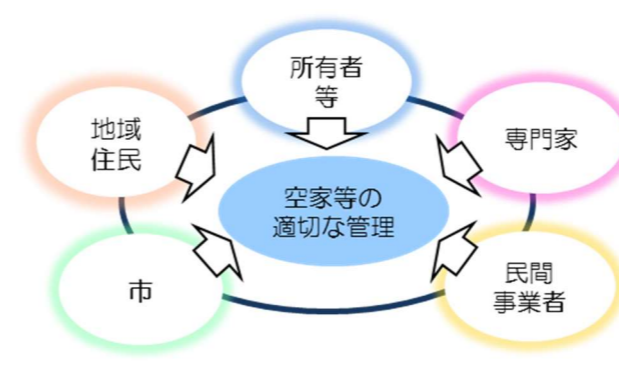 所有者
等
地域
住民
専門家
空家等の
適切な管理
市
民間
事業者